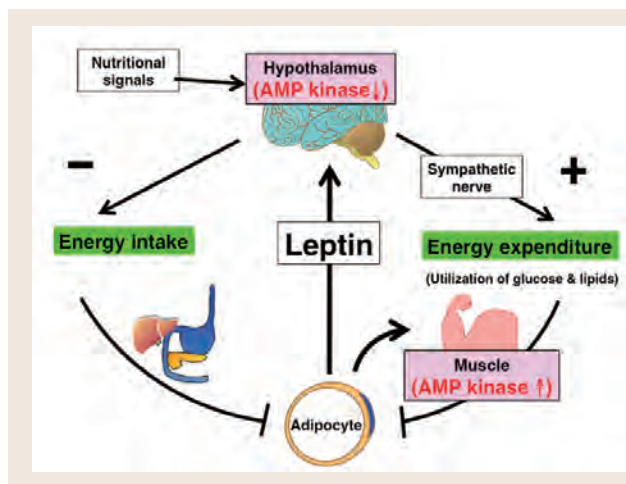 Nutritional
signals
Hypothalamus
(AMP kinase↓)
−
+
Sympathetic
nerve
Energy intake
Leptin
Energy expenditure
(Utilization of glucose & lipids)
Muscle
(AMP kinase ↑)
Adipocyte